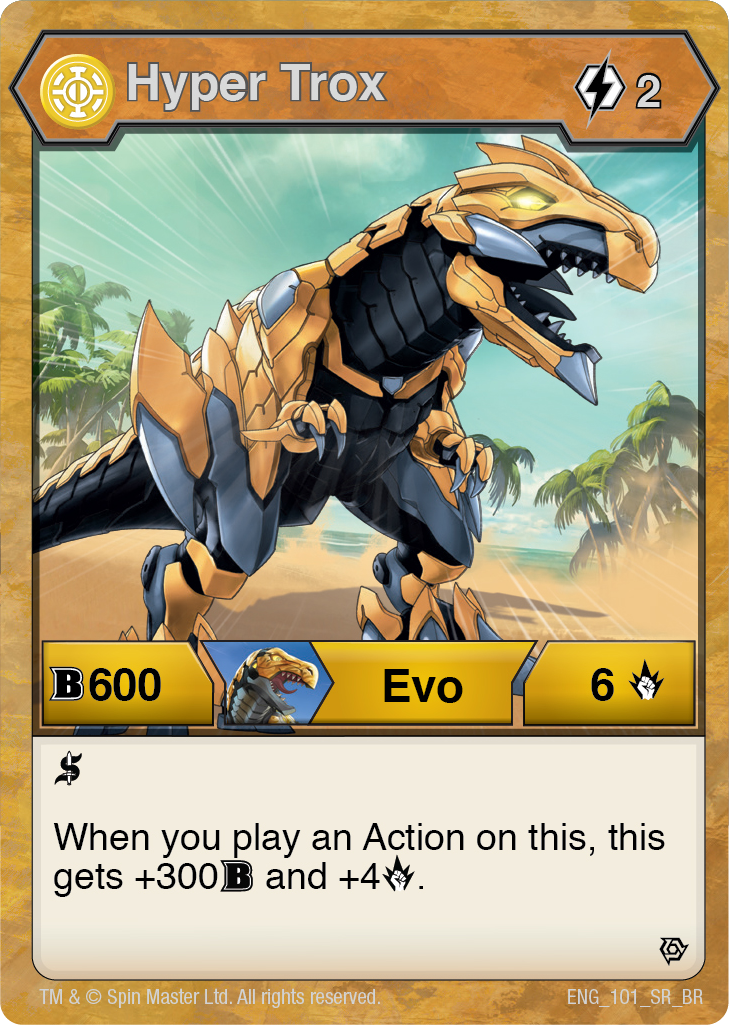 Hyper Trox
2
B 600
Evo
6
When you play an Action on this, this
gets +300B and +4.
TM & © Spin Master Ltd. All rights reserved.
ENG_101_SR_BR